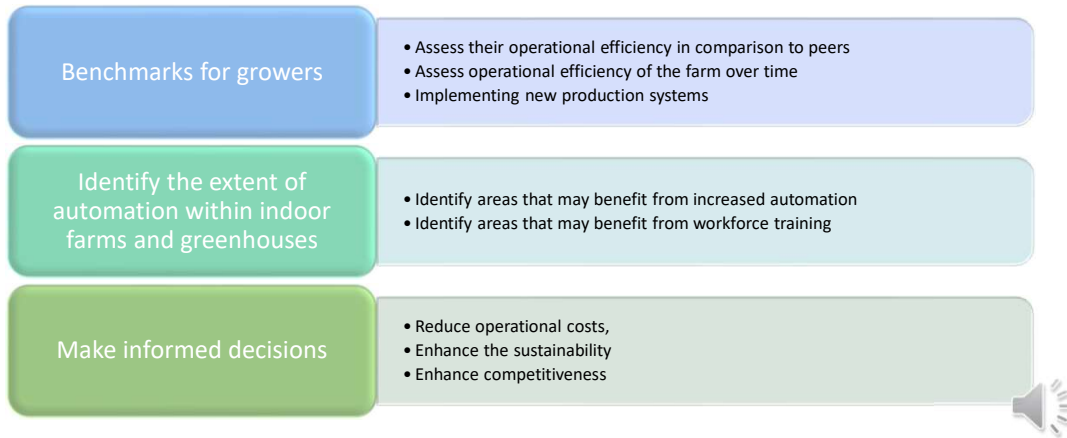 Benchmarks for growers
• Assess their operational efficiency in comparison to peers
• Assess operational efficiency of the farm over time
• Implementing new production systems
Identify the extent of
automation within indoor
farms and greenhouses
• Identify areas that may benefit from increased automation
• Identify areas that may benefit from workforce training
Make informed decisions
• Reduce operational costs,
• Enhance the sustainability
• Enhance competitiveness